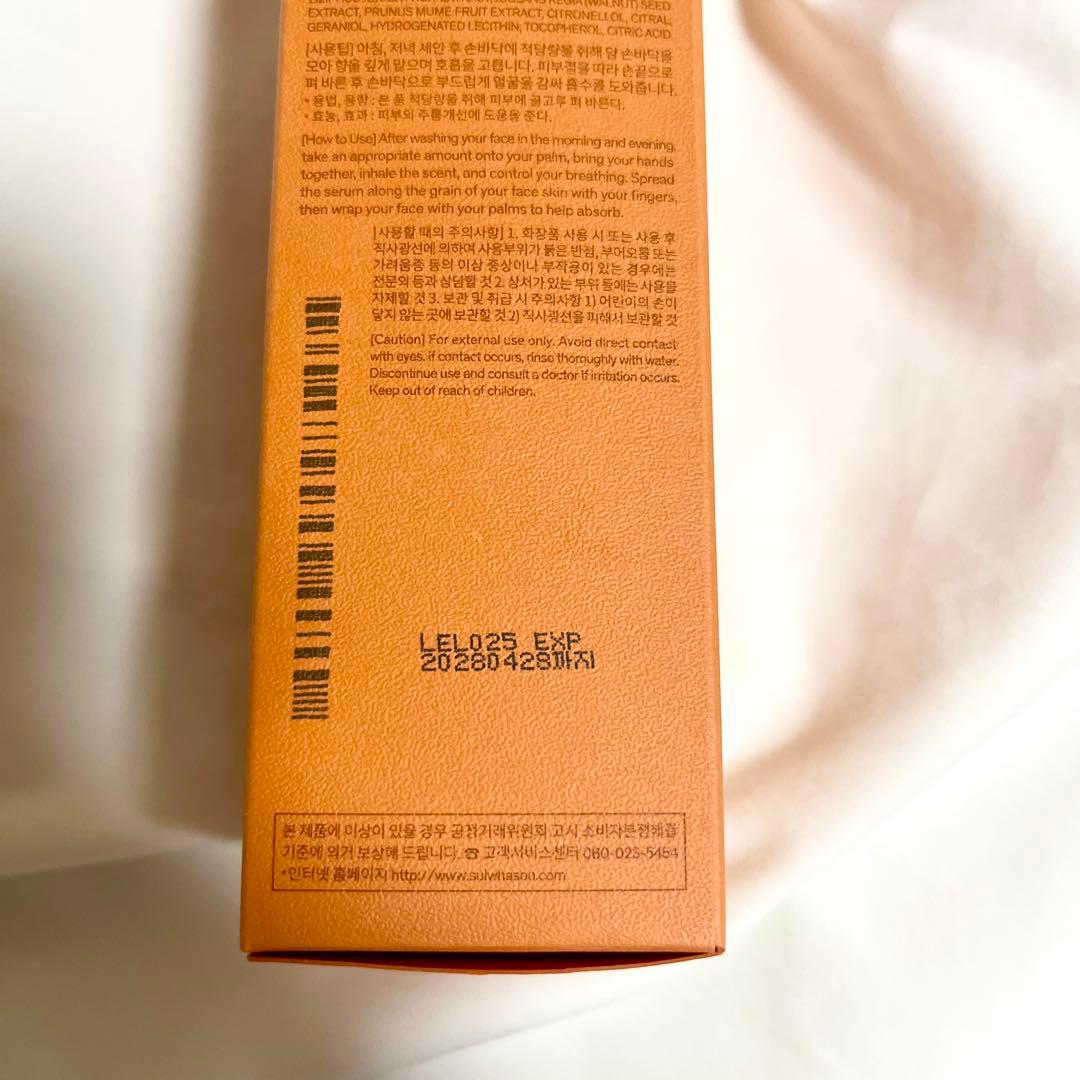 (WALNUT) SEED
EXTRACT, PRUNUS MUME FRUIT EXTRACT, CITRONELLOL, CITRAL,
GERANIOL, HYDROGENATED LECITHIN, TOCOPHEROL, CITRIC ACID
[사용팁] 아침, 저녁 세안 후 손바닥에 적당량을 취해 양 손바닥을
모아 향을 깊게 맡으며 호흡을 고릅니다. 피부결을 따라 손끝으로
펴 바른 후 손바닥으로 부드럽게 얼굴을 감싸 흡수를 도와줍니다.
* 용법, 용량 : 본 품 적당량을 취해 피부에 골고루 펴 바른다.
* 효능, 효과 : 피부의 주름개선에 도움을 준다.
[How to Use] After washing your face in the morning and evening,
take an appropriate amount onto your palm, bring your hands
together, inhale the scent, and control your breathing. Spread
the serum along the grain of your face skin with your fingers,
then wrap your face with your palms to help absorb.
[사용할 때의 주의사항] 1. 화장품 사용 시 또는 사용 후
직사광선에 의하여 사용부위가 붉은 반점, 부어오름 또는
가려움증 등의 이상 증상이나 부작용이 있는 경우에는
전문의 등과 상담할 것 2. 상처가 있는 부위 등에는 사용을
자제할 것 3. 보관 및 취급 시 주의사항 1) 어린이의 손이
닿지 않는 곳에 보관할 것 2) 직사광선을 피해서 보관할 것
[Caution] For external use only. Avoid direct contact
with eyes. if contact occurs, rinse thoroughly with water.
Discontinue use and consult a doctor if irritation occurs.
Keep out of reach of children.
LEL025 EXP
20280428까지
본 제품에 이상이 있을 경우 공정거래위원회 고시 소비자분쟁해결
기준에 의거 보상해 드립니다. ☎ 고객서비스센터 080-023-5454
*인터넷 홈페이지 http://www.sulwhasoo.com